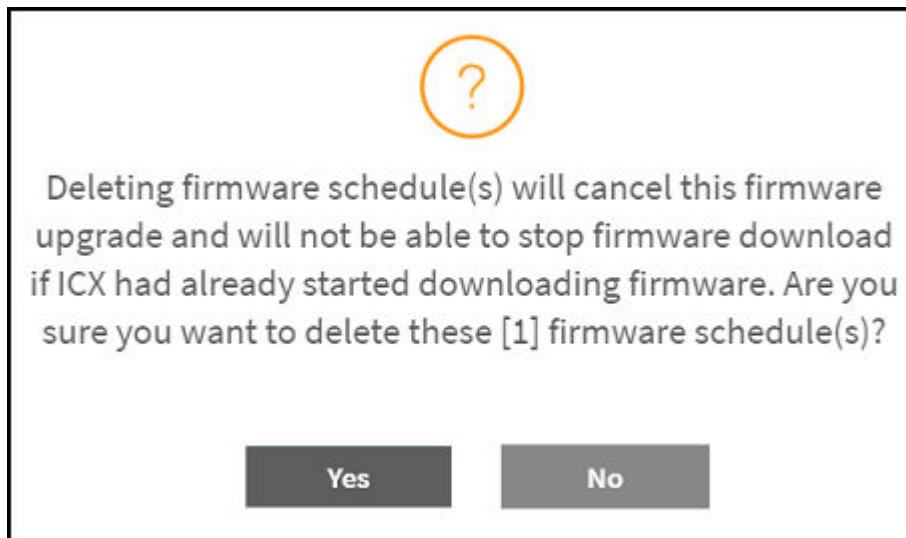 ?
Deleting firmware schedule(s) will cancel this firmware
upgrade and will not be able to stop firmware download
if ICX had already started downloading firmware. Are you
sure you want to delete these [1] firmware schedule(s)?
Yes
No